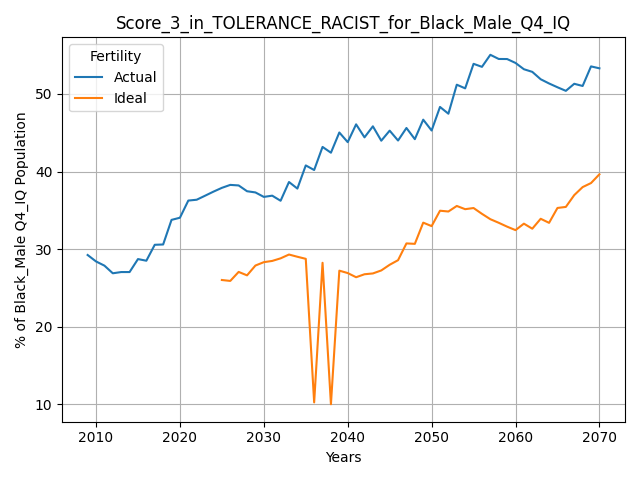 Score_3_in_TOLERANCE_RACIST_for_Black_Male_Q4_IQ
Fertility
Actual
Ideal
% of Black_Male Q4_IQ Population
50
40
30
20
10
2010 2020 2030 2040 2050 2060 2070
Years